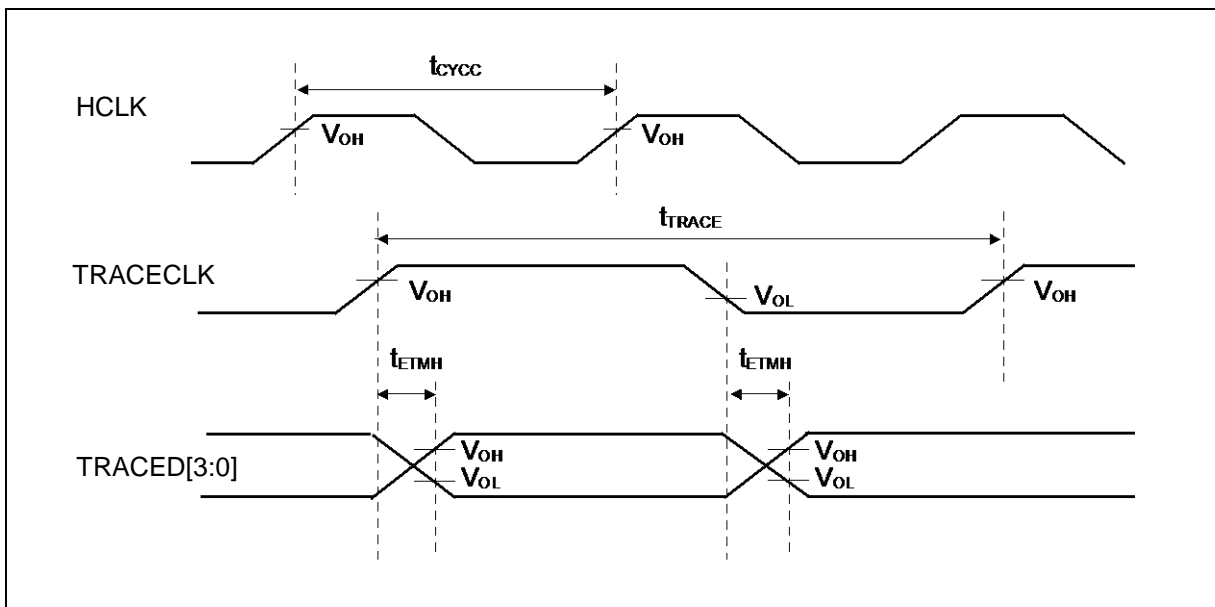 tCYCC
HCLK
VOH
VOH
tTRACE
TRACECLK
VOH
VOL
VOH
tETMH
tETMH
VOH
VOH
TRACED[3:0]
VOL
VOL